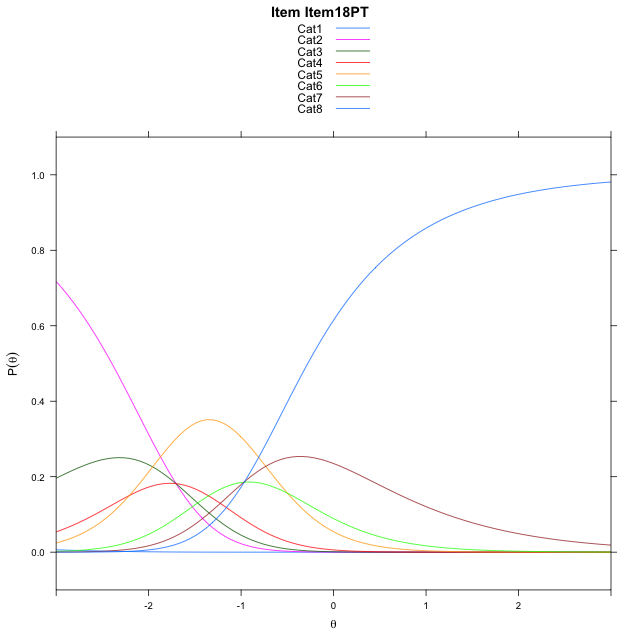 Item Item18PT
Cat1
Cat2
Cat3
Cat4
Cat5
Cat6
Cat7
Cat8
1.0
0.8
0.6
0.4
0.2
0.0
P(θ)
-2 -1 0 1 2
θ